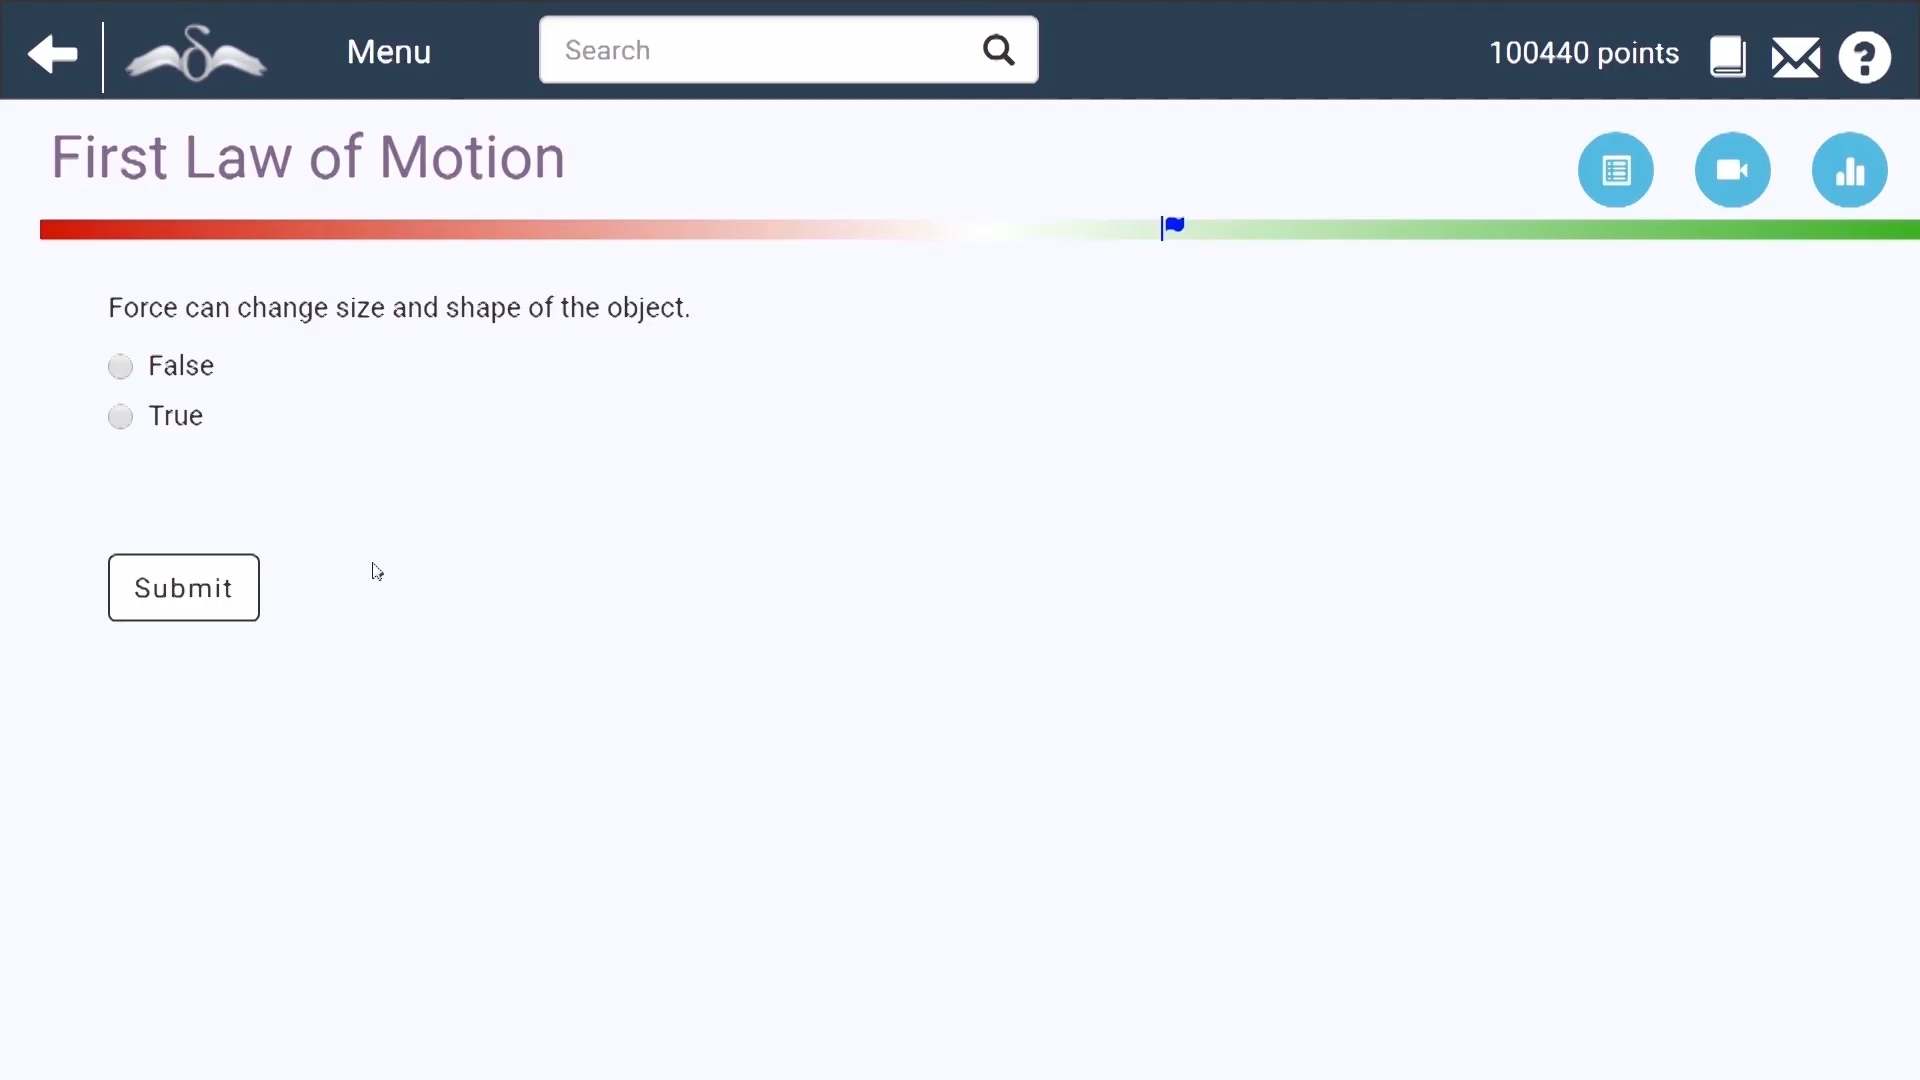 Menu
Search
100440 points
First Law of Motion
Force can change size and shape of the object.
False
True
Submit